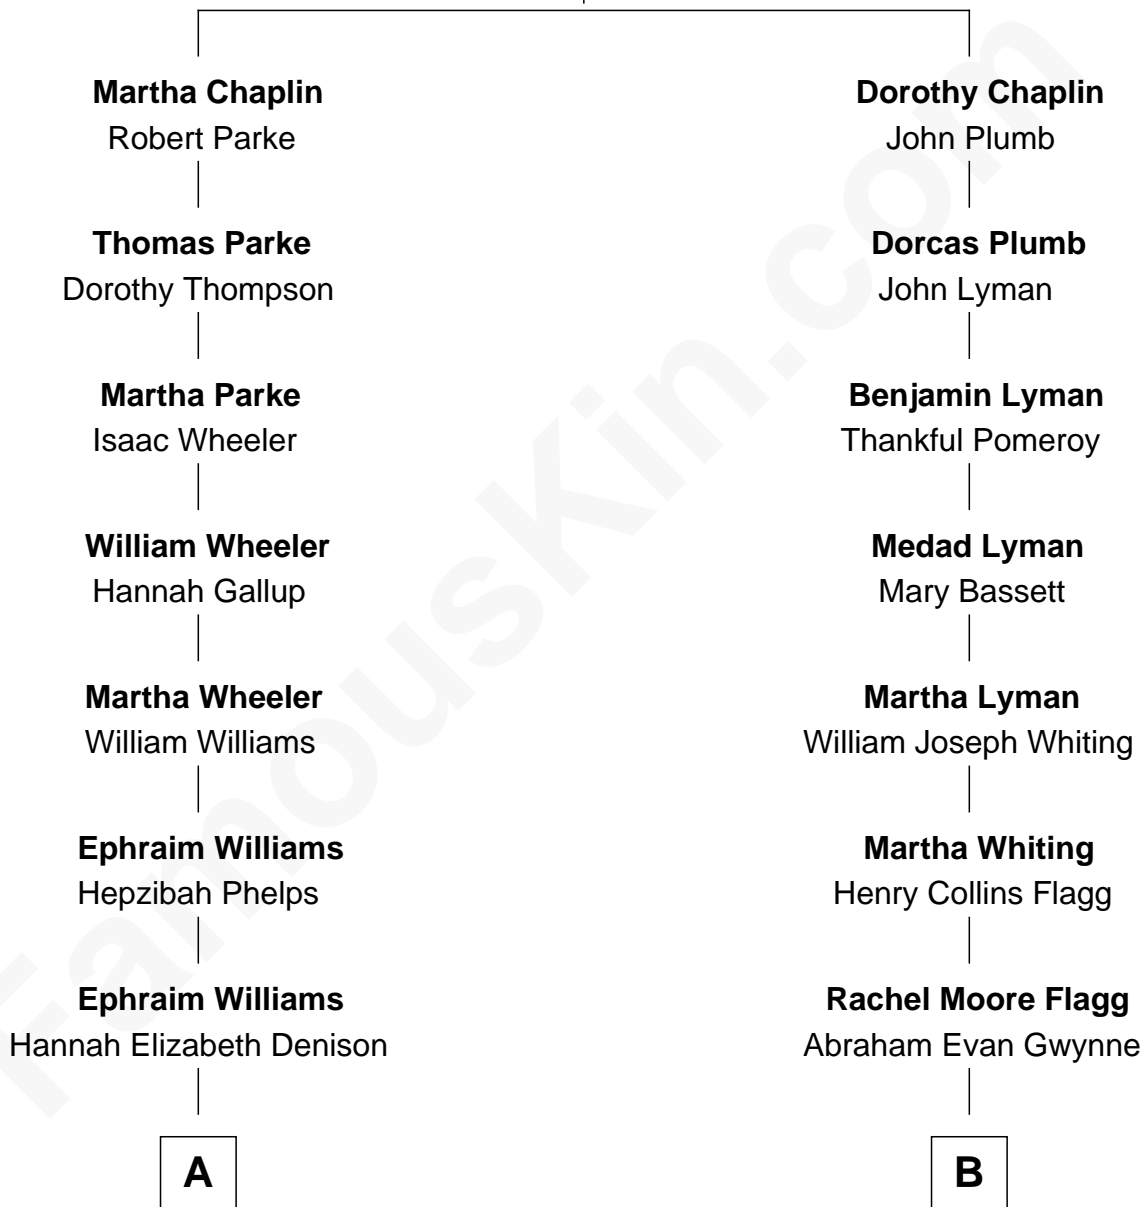 Martha Chaplin
Robert Parke
Thomas Parke
Dorothy Thompson
Martha Parke
Isaac Wheeler
William Wheeler
Hannah Gallup
Martha Wheeler
William Williams
Ephraim Williams
Hepzibah Phelps
Ephraim Williams
Hannah Elizabeth Denison
A
Dorothy Chaplin
John Plumb
Dorcas Plumb
John Lyman
Benjamin Lyman
Thankful Pomeroy
Medad Lyman
Mary Bassett
Martha Lyman
William Joseph Whiting
Martha Whiting
Henry Collins Flagg
Rachel Moore Flagg
Abraham Evan Gwynne
B
FamousKin.com